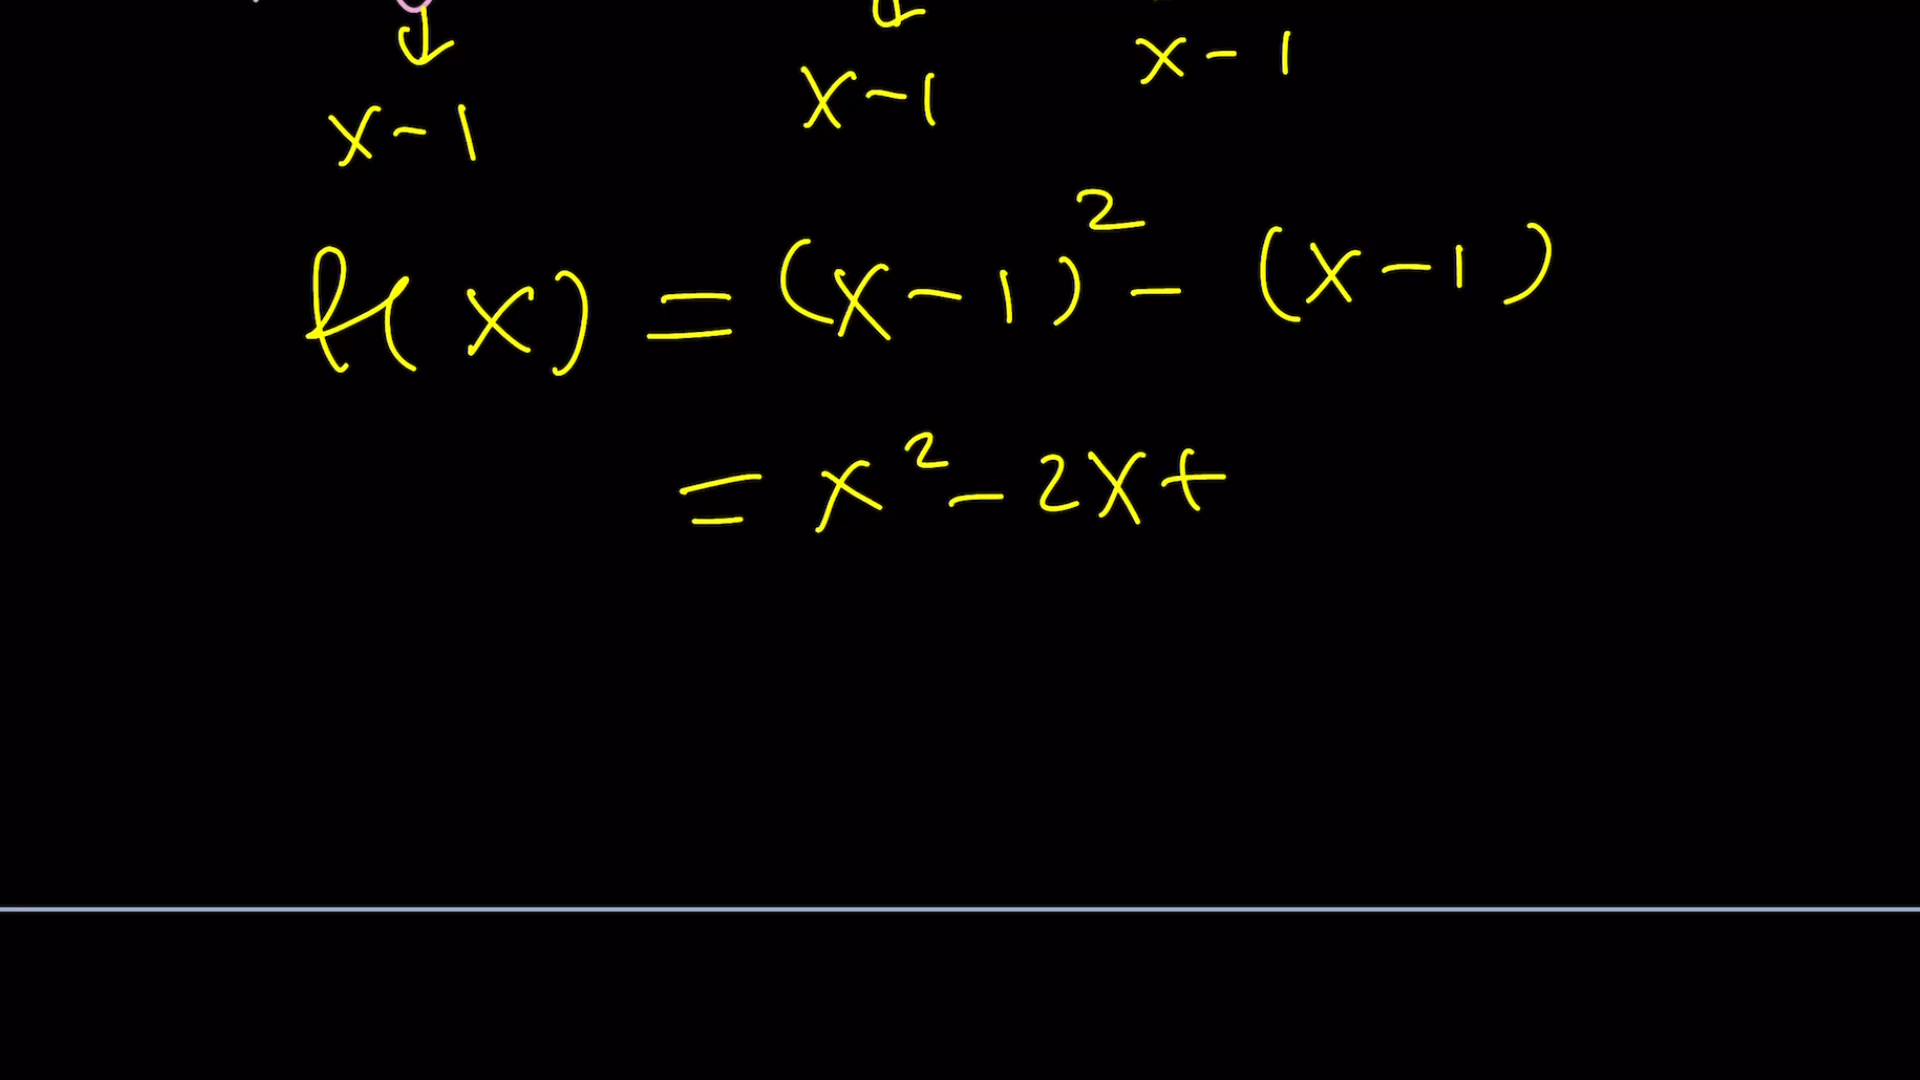 x-1 x-1 x-1
f(x) = (x-1)² - (x-1)
= x² - 2x+